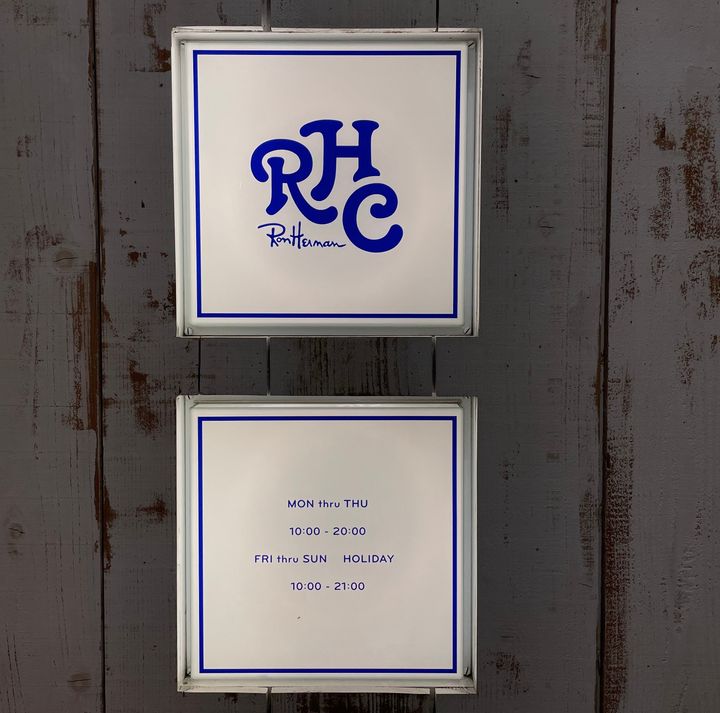 RHC
Ron Herman
MON thru THU
10:00 - 20:00
FRI thru SUN HOLIDAY
10:00 - 21:00